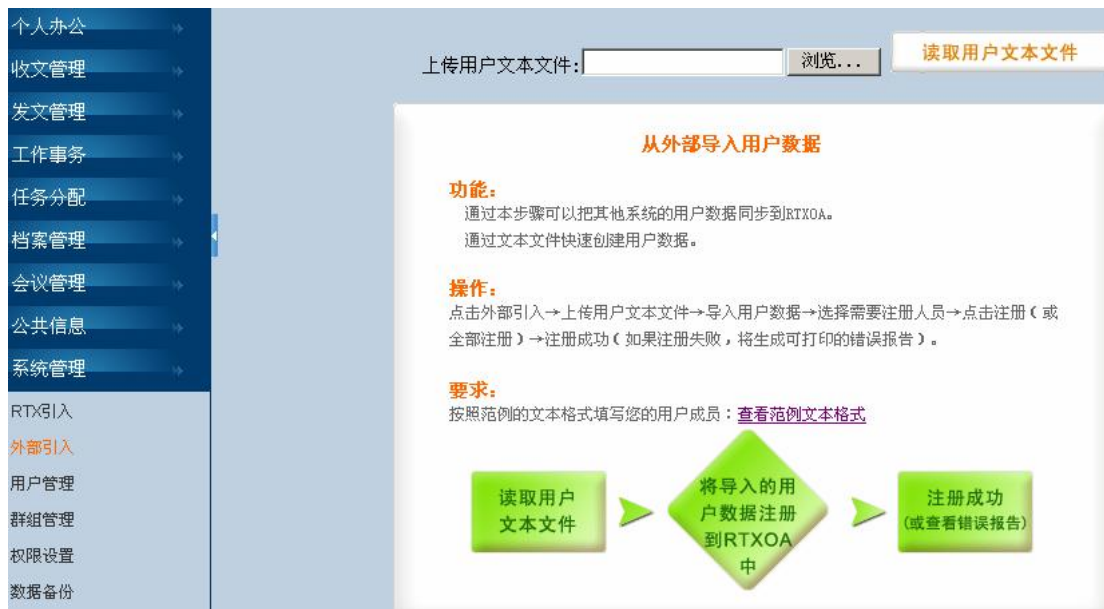 个人办公
收文管理
发文管理
工作事务
任务分配
档案管理
会议管理
公共信息
系统管理
RTX引入
外部引入
用户管理
群组管理
权限设置
数据备份
上传用户文本文件: 浏览... 读取用户文本文件
从外部导入用户数据
功能:
通过本步骤可以把其他系统的用户数据同步到RTXOA。
通过文本文件快速创建用户数据。
操作:
点击外部引入→上传用户文本文件→导入用户数据→选择需要注册人员→点击注册(或
全部注册)→注册成功(如果注册失败,将生成可打印的错误报告)。
要求:
按照范例的文本格式填写您的用户成员:查看范例文本格式
读取用户
文本文件
将导入的用
户数据注册
到RTXOA
中
注册成功
(或查看错误报告)